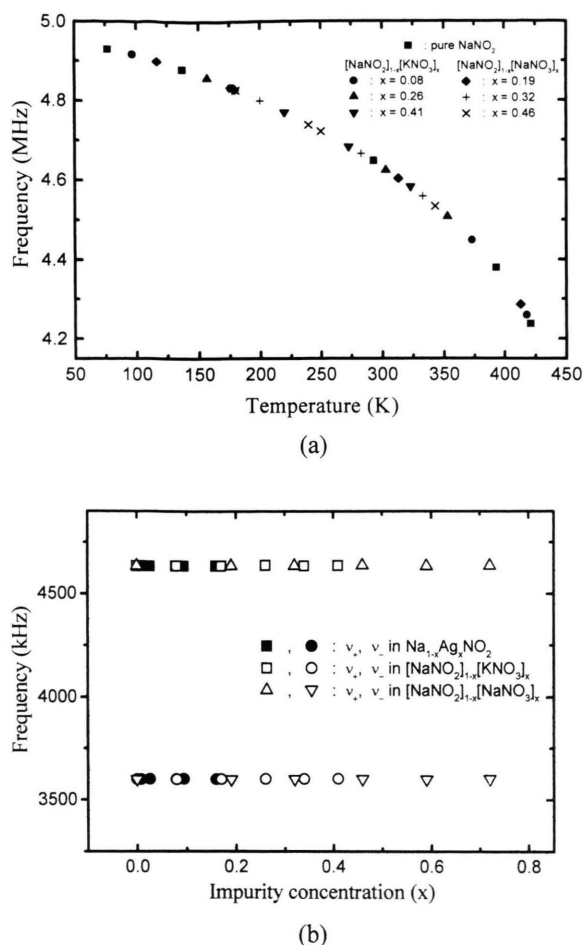 ■ : pure NaNO₂
[NaNO₂]₁₋ₓ[KNO₃]ₓ [NaNO₂]₁₋ₓ[NaNO₃]ₓ
● : x = 0.08 ◆ : x = 0.19
▲ : x = 0.26 + : x = 0.32
▼ : x = 0.41 × : x = 0.46
5.0
4.8
4.6
4.4
4.2
Frequency (MHz)
50 100 150 200 250 300 350 400 450
Temperature (K)
(a)
4500
4000
3500
Frequency (kHz)
■ , ● : ν₊, ν₋ in Na₁₋ₓAgₓNO₂
□ , ○ : ν₊, ν₋ in [NaNO₂]₁₋ₓ[KNO₃]ₓ
△ , ▽ : ν₊, ν₋ in [NaNO₂]₁₋ₓ[NaNO₃]ₓ
0.0 0.2 0.4 0.6 0.8
Impurity concentration (x)
(b)